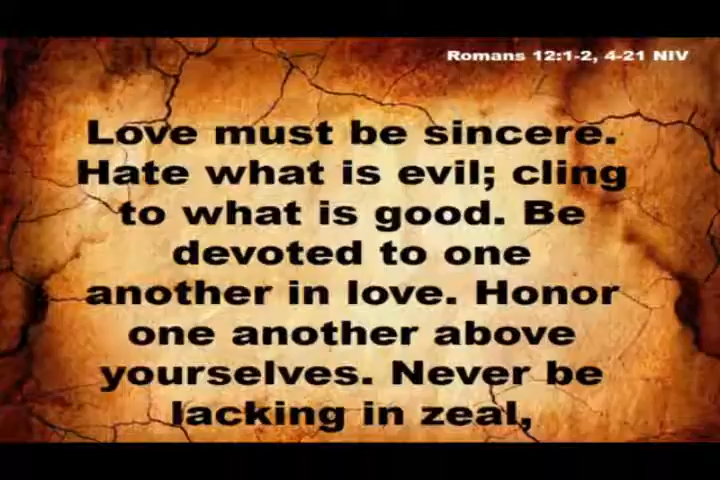 Romans 12:1-2, 4-21 NIV
Love must be sincere.
Hate what is evil; cling
to what is good. Be
devoted to one
another in love. Honor
one another above
yourselves. Never be
lacking in zeal,